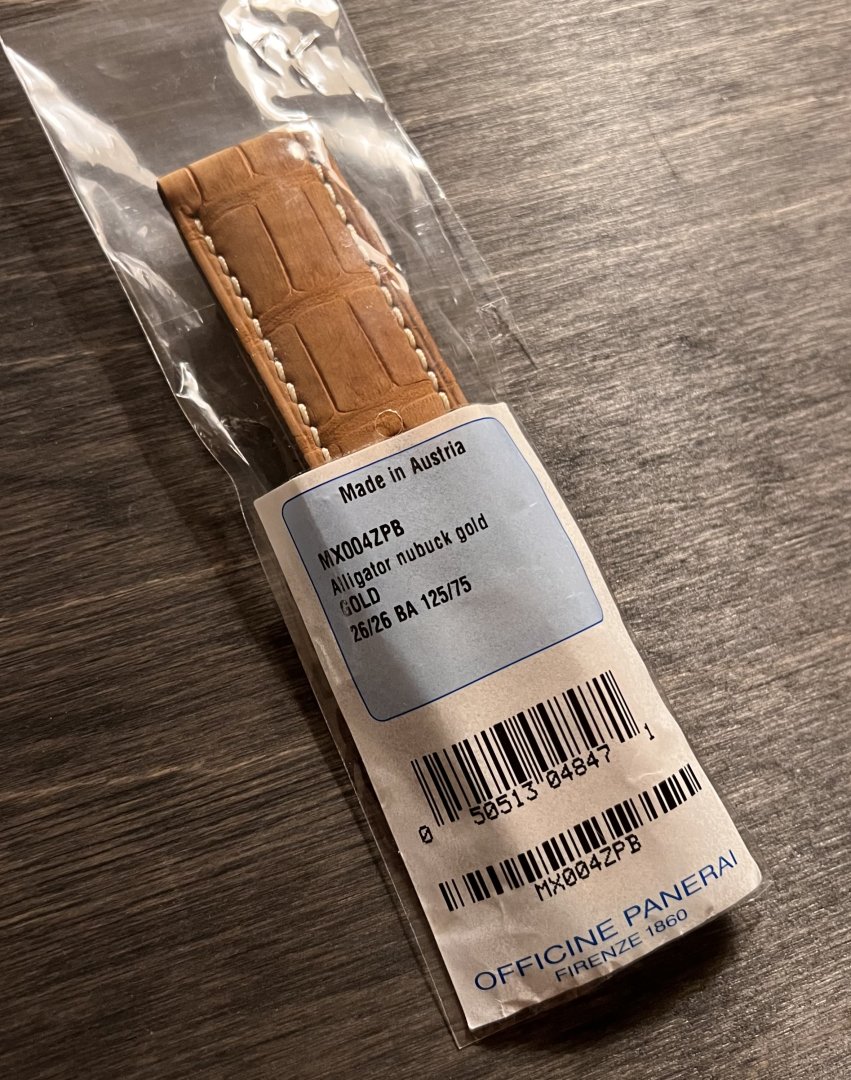 Made in Austria
MX004ZPB
Alligator nubuck gold
GOLD
26/26 BA 125/75
0 50513 04847 1
MX004ZPB
OFFICINE PANERAI
FIRENZE 1860